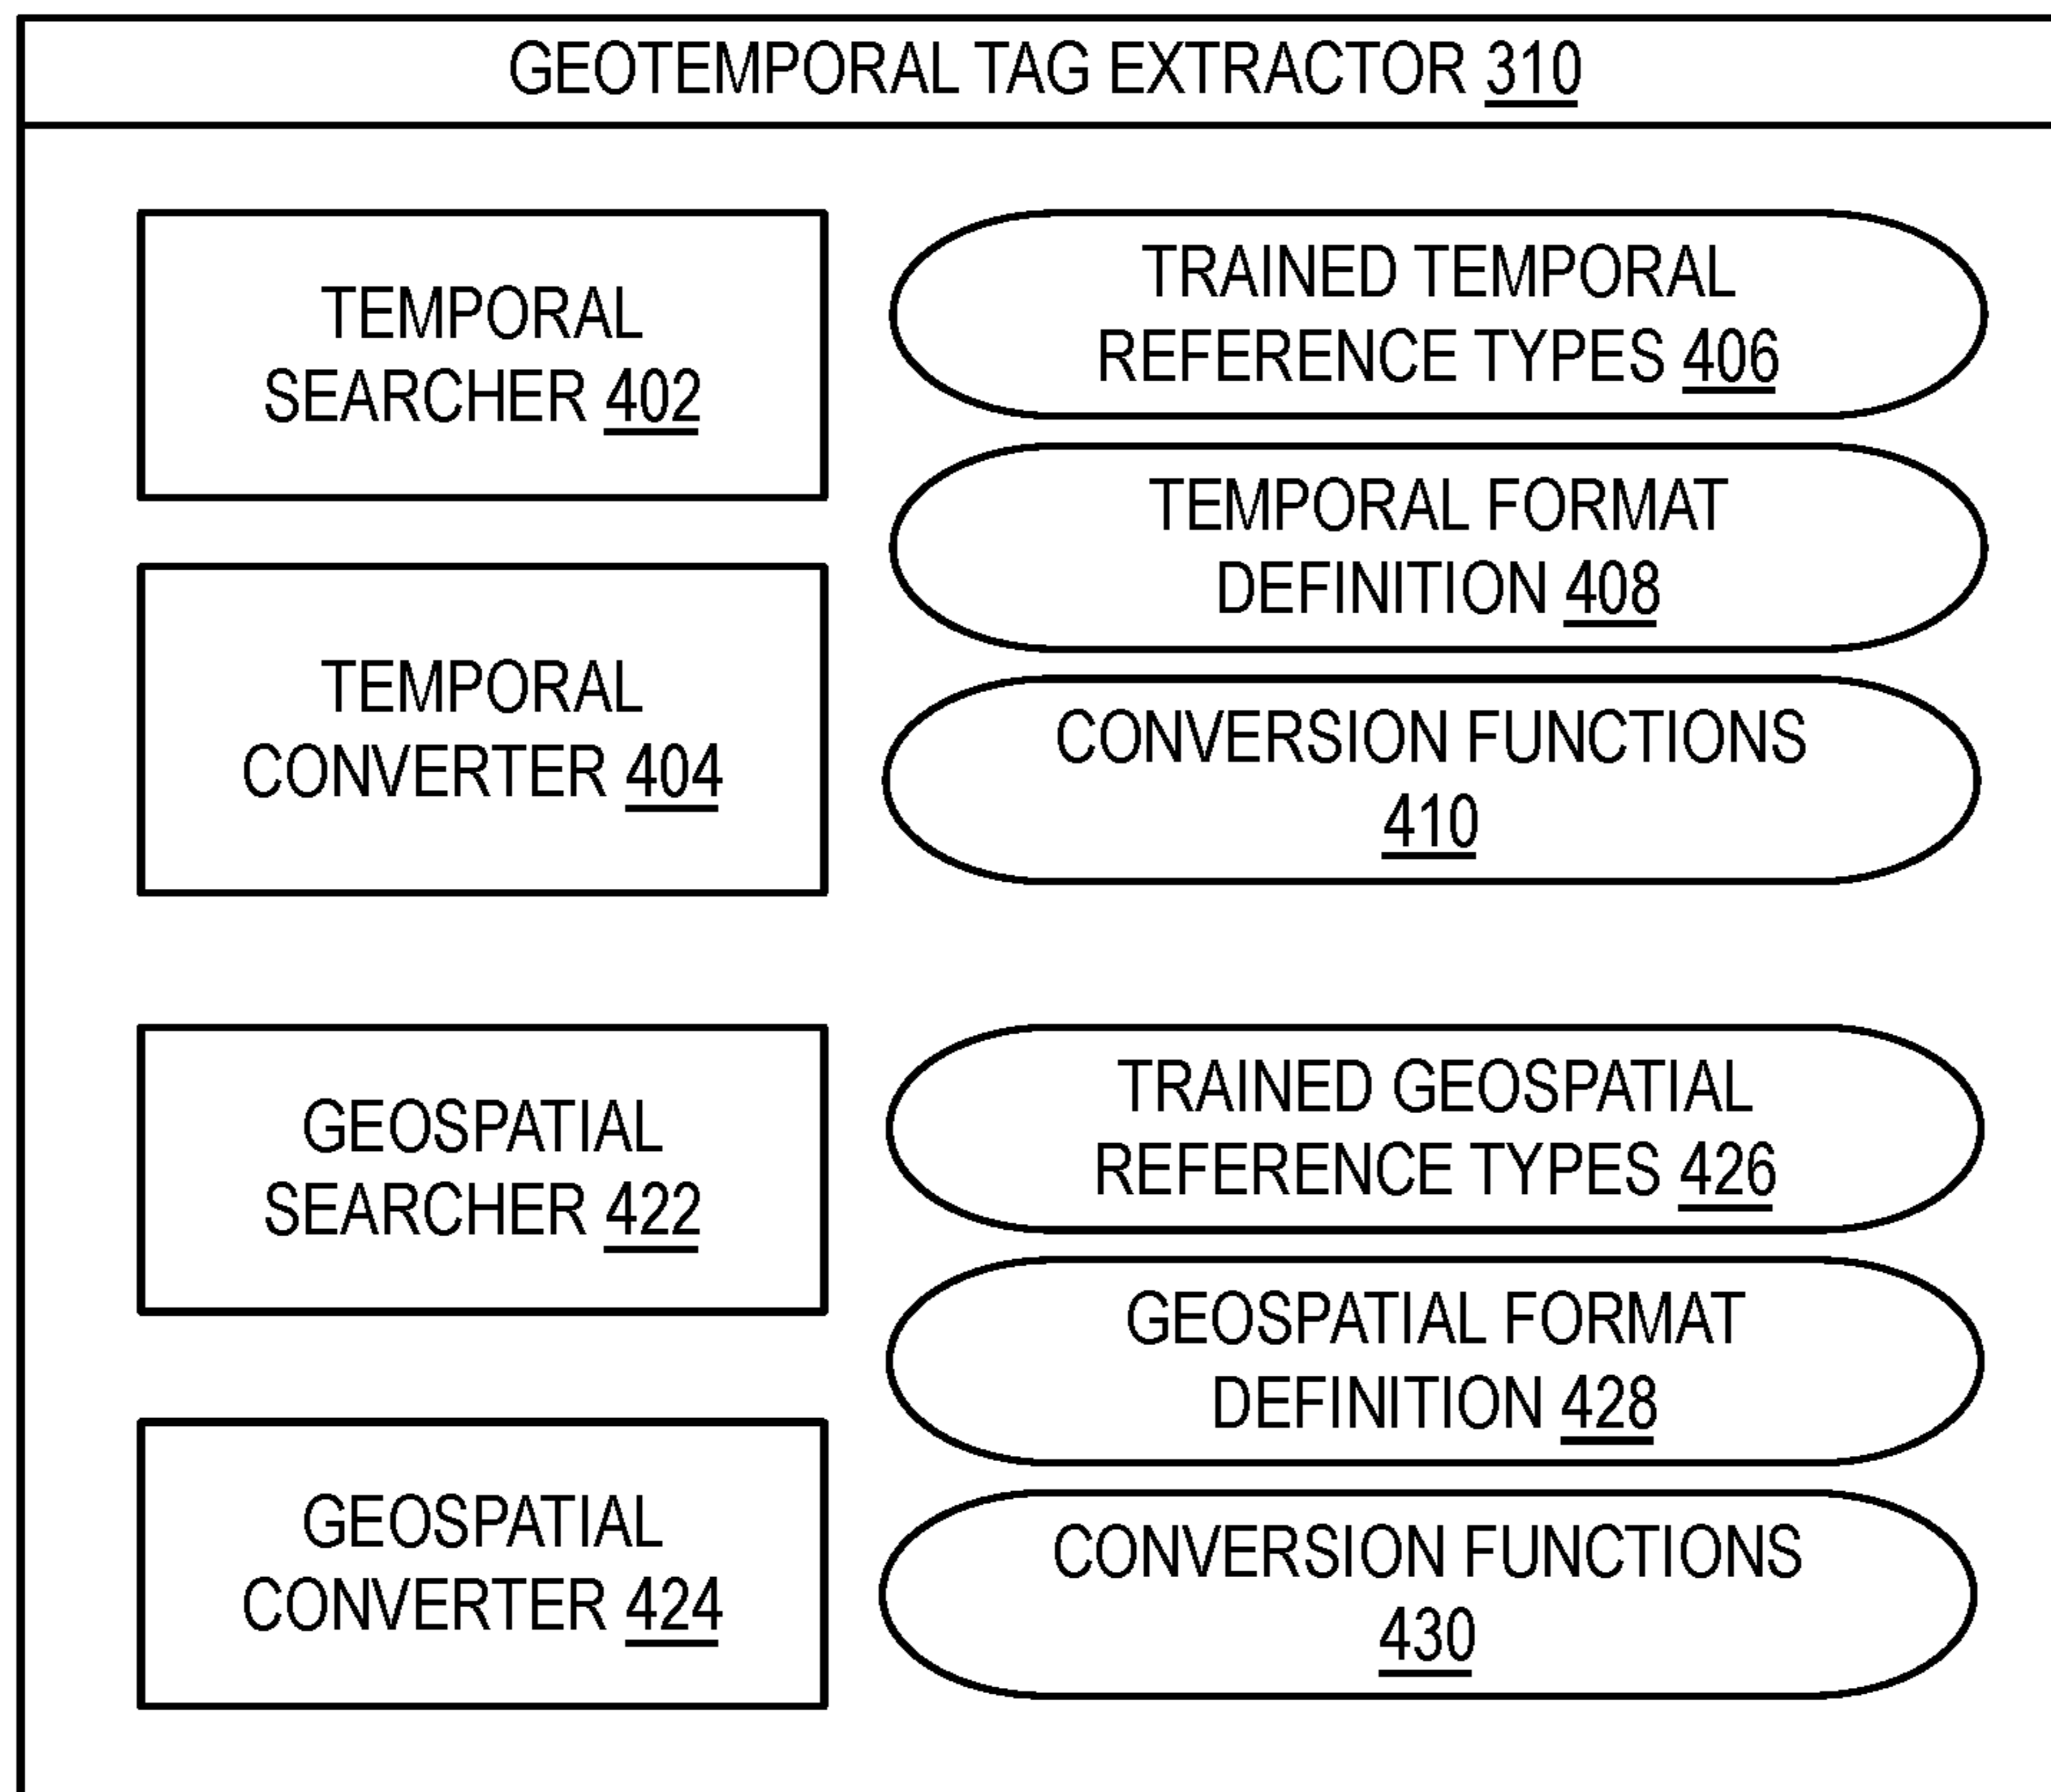 GEOTEMPORAL TAG EXTRACTOR 310
TEMPORAL
SEARCHER 402
TRAINED TEMPORAL
REFERENCE TYPES 406
TEMPORAL FORMAT
DEFINITION 408
TEMPORAL
CONVERTER 404
CONVERSION FUNCTIONS
410
GEOSPATIAL
SEARCHER 422
TRAINED GEOSPATIAL
REFERENCE TYPES 426
GEOSPATIAL FORMAT
DEFINITION 428
GEOSPATIAL
CONVERTER 424
CONVERSION FUNCTIONS
430